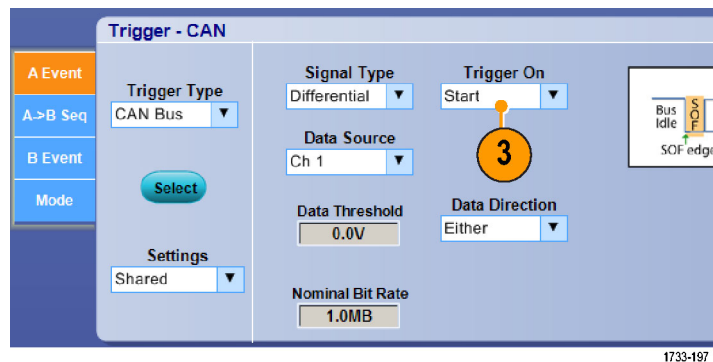 Trigger - CAN
A Event
A->B Seq
B Event
Mode
Trigger Type
CAN Bus
Select
Settings
Shared
Signal Type
Differential
Data Source
Ch 1
Data Threshold
0.0V
Nominal Bit Rate
1.0MB
Trigger On
Start
3
Data Direction
Either
Bus
Idle
SOF
SOF edge
1733-197